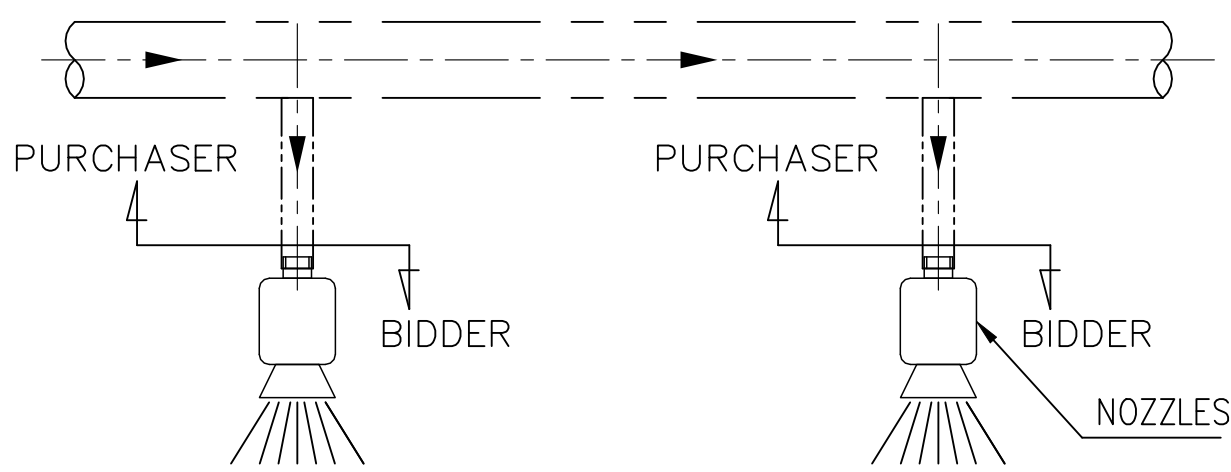 PURCHASER
PURCHASER
BIDDER
BIDDER
NOZZLES